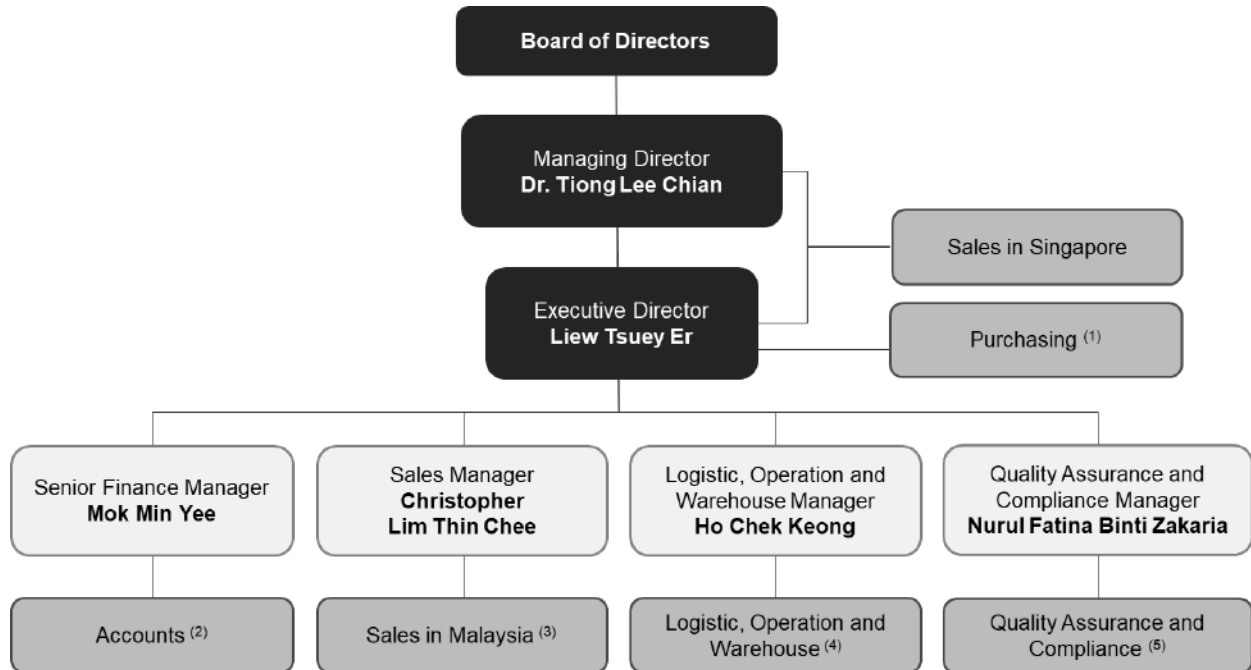 Board of Directors
Managing Director
Dr. Tiong Lee Chian
Sales in Singapore
Executive Director
Liew Tsuey Er
Purchasing (1)
Senior Finance Manager
Mok Min Yee
Sales Manager
Christopher
Lim Thin Chee
Logistic, Operation and
Warehouse Manager
Ho Chek Keong
Quality Assurance and
Compliance Manager
Nurul Fatina Binti Zakaria
Accounts (2)
Sales in Malaysia (3)
Logistic, Operation and
Warehouse (4)
Quality Assurance and
Compliance (5)